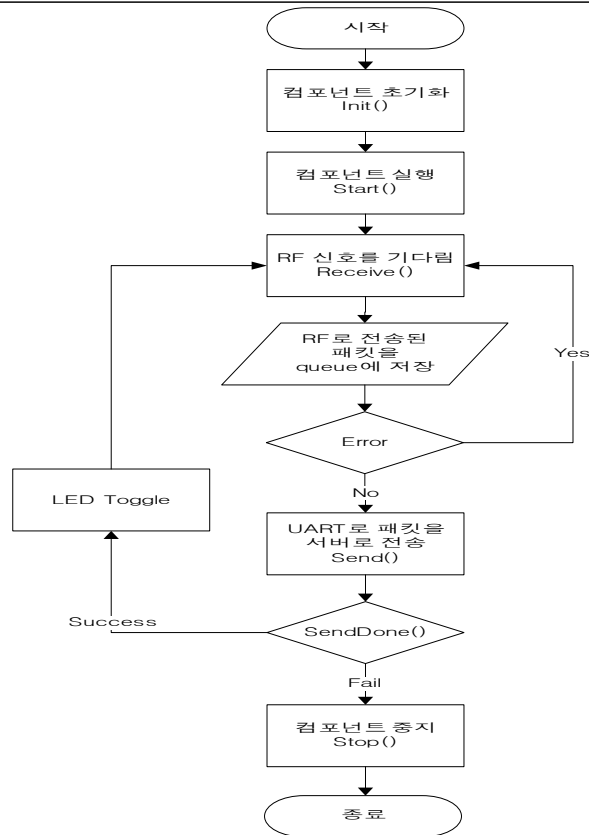 시작
컴포넌트 초기화
Init()
컴포넌트 실행
Start()
RF 신호를 기다림
Receive()
RF로 전송된
패킷을
queue에 저장
Yes
Error
LED Toggle
No
UART로 패킷을
서버로 전송
Send()
Success
SendDone()
Fail
컴포넌트 중지
Stop()
종료